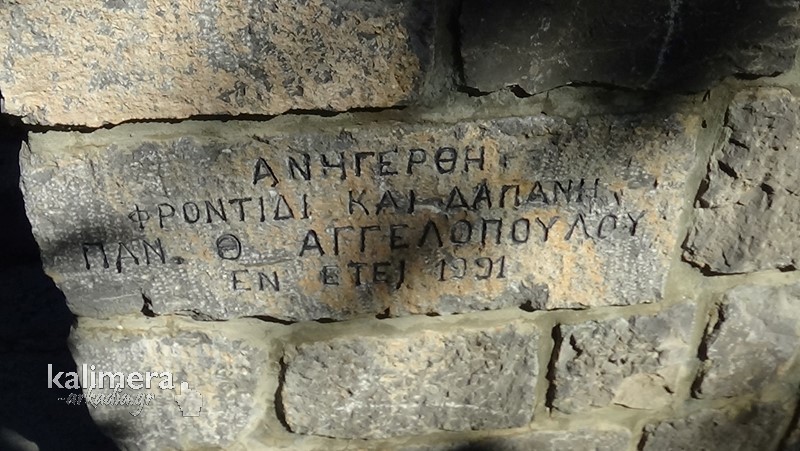 ΑΝΗΓΕΡΘΗ
ΦΡΟΝΤΙΔΙ ΚΑΙ ΔΑΠΑΝΗ
ΠΑΝ. Θ. ΑΓΓΕΛΟΠΟΥΛΟΥ
ΕΝ ΕΤΕΙ 1991
kalimera
-arkadia.gr